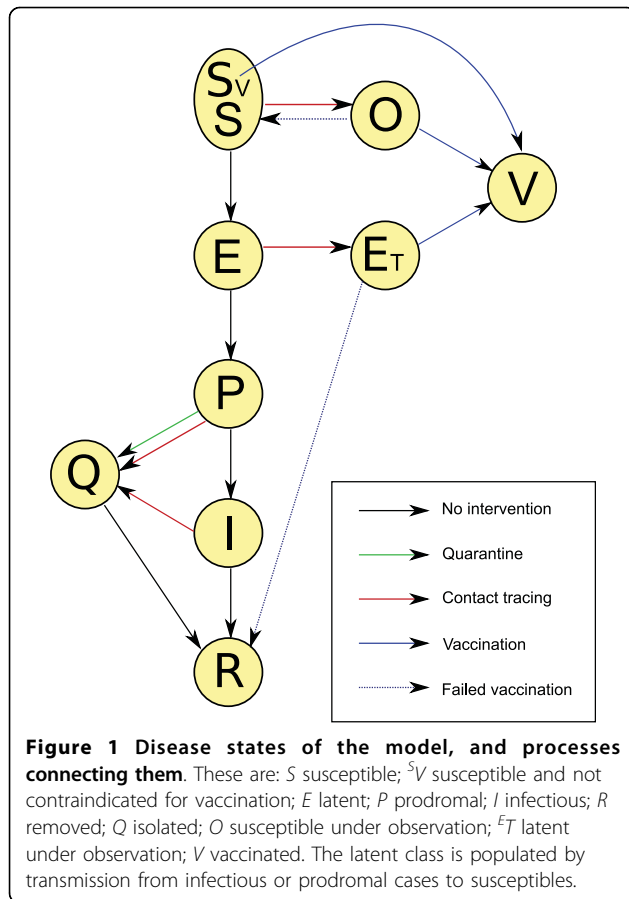 SV
S
O
V
E
ET
P
Q
I
R
No intervention
Quarantine
Contact tracing
Vaccination
Failed vaccination
Figure 1 Disease states of the model, and processes
connecting them. These are: S susceptible; SV susceptible and not
contraindicated for vaccination; E latent; P prodromal; I infectious; R
removed; Q isolated; O susceptible under observation; ET latent
under observation; V vaccinated. The latent class is populated by
transmission from infectious or prodromal cases to susceptibles.